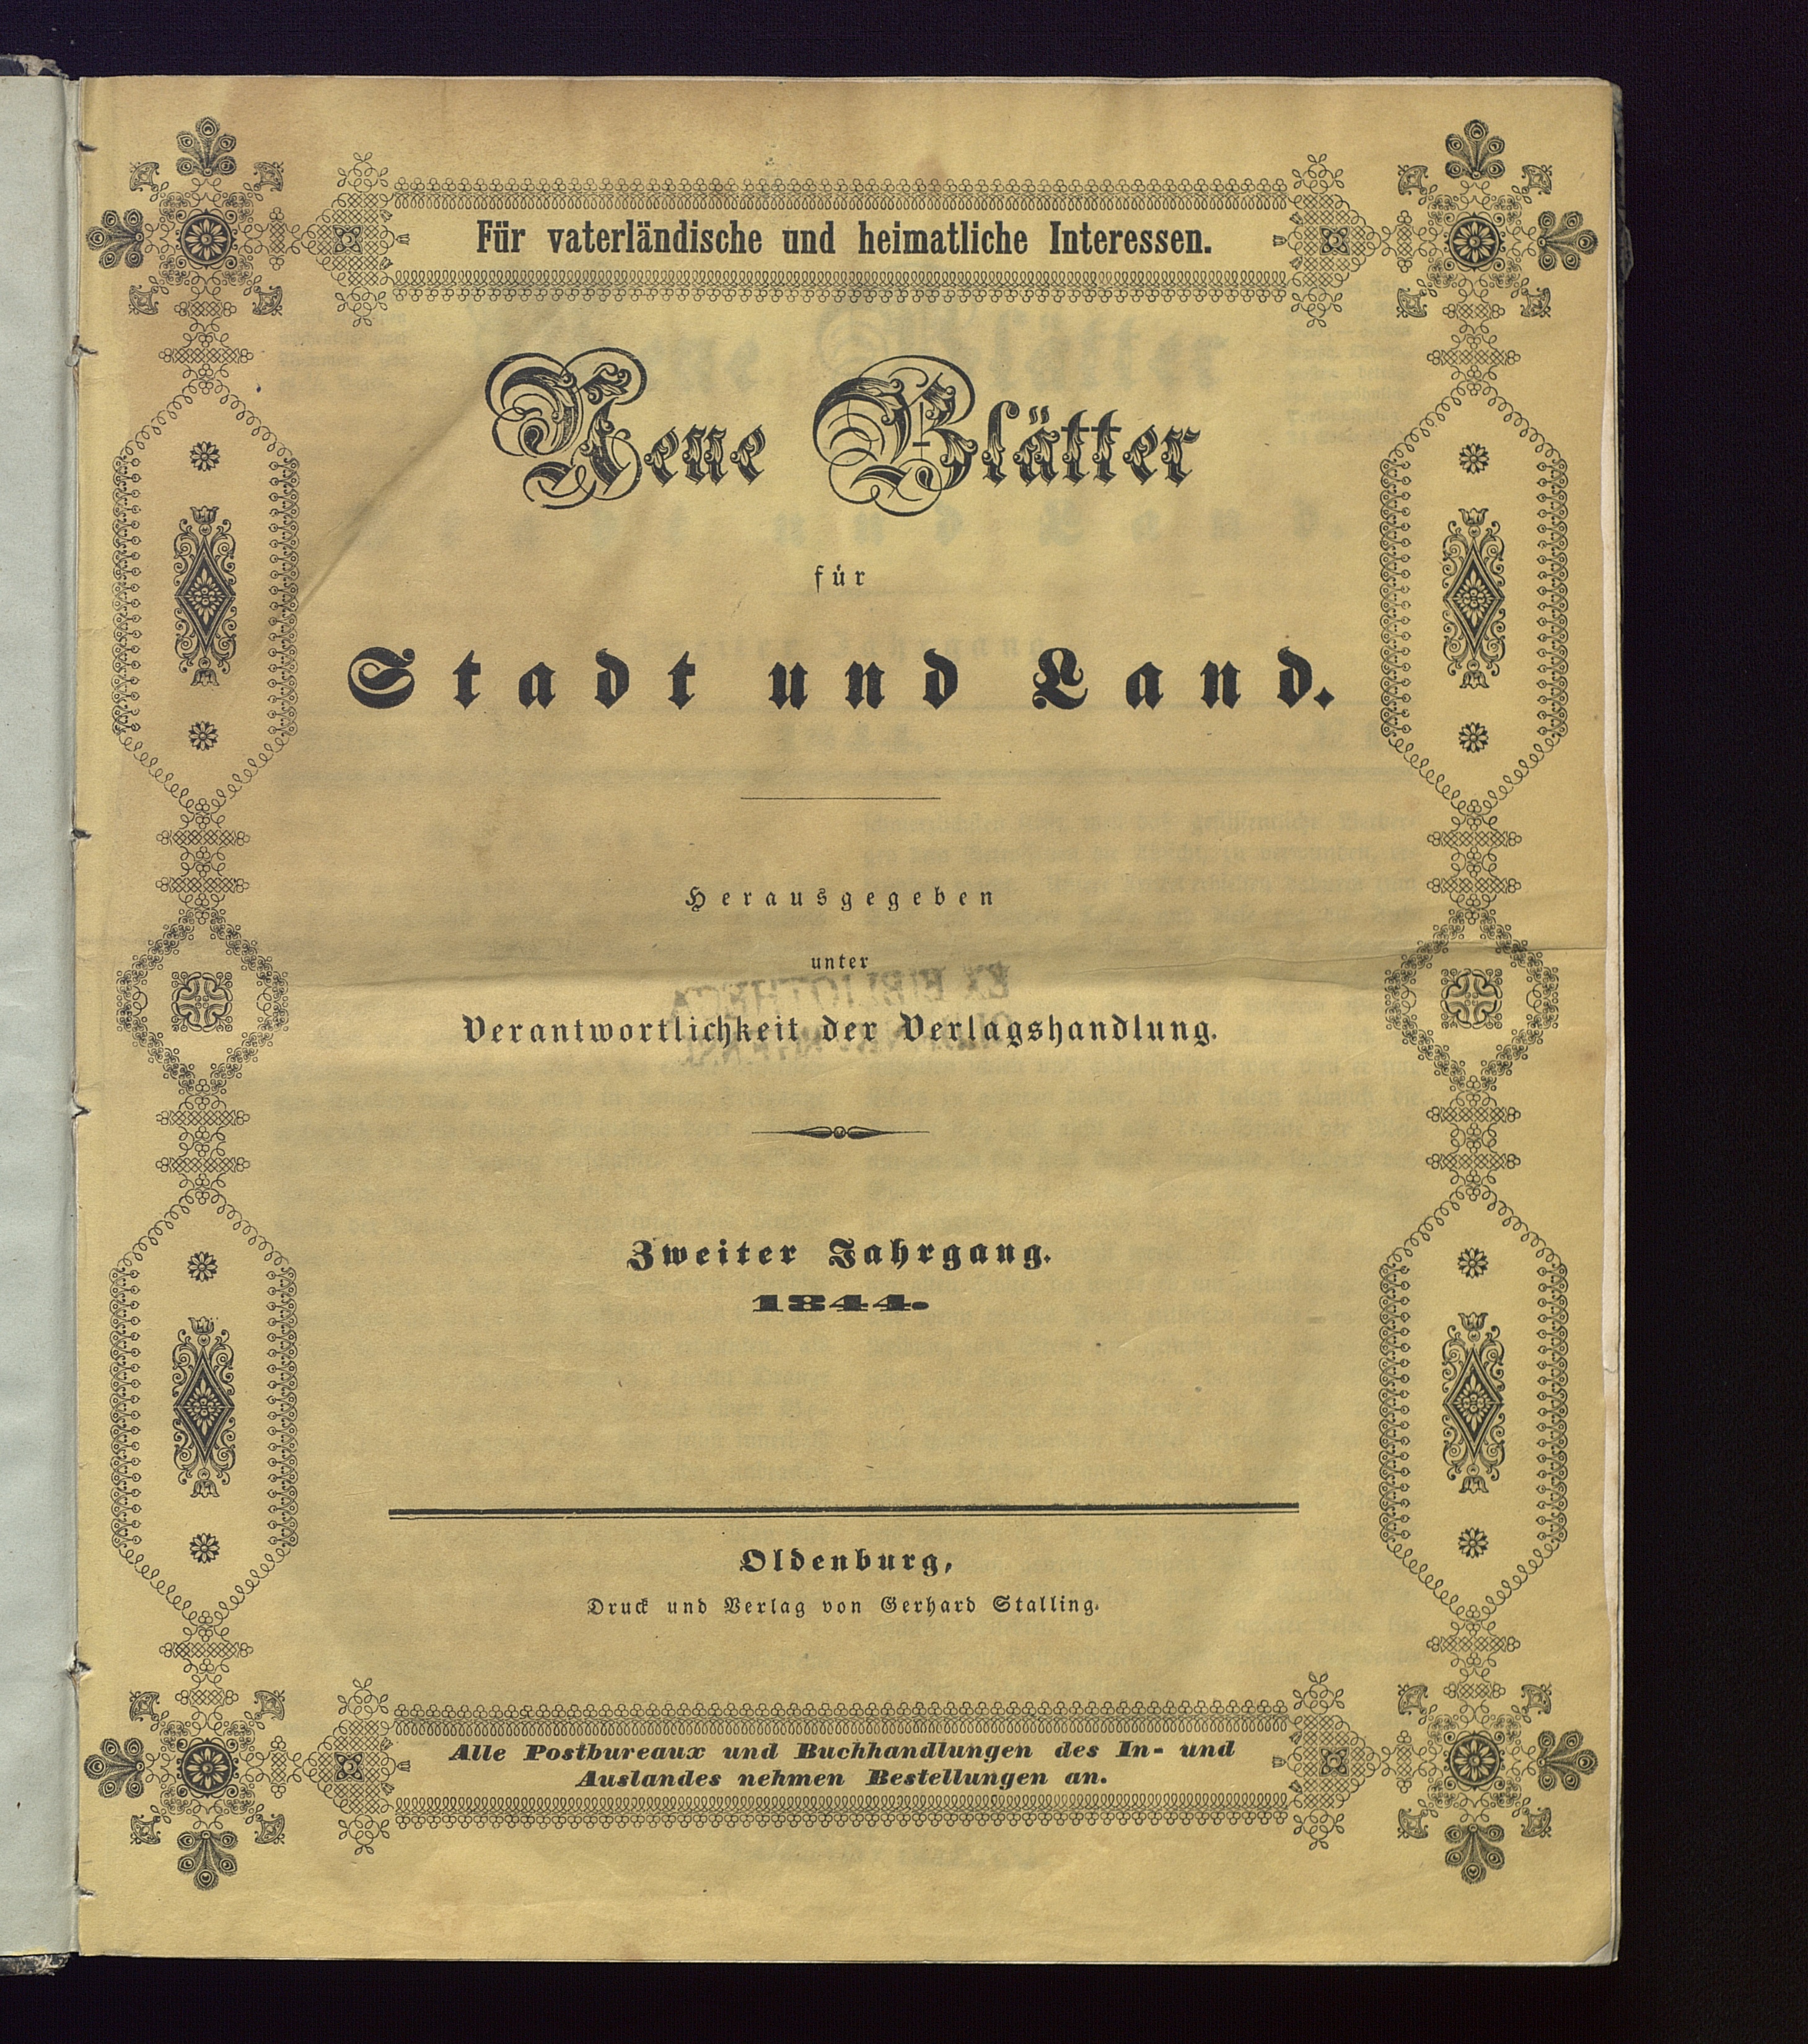 Für vaterländische und heimatliche Interessen.
Neue Blätter
für
Stadt und Land.
Herausgegeben
unter
Verantwortlichkeit der Verlagshandlung.
Zweiter Jahrgang.
1844.
Oldenburg,
Druck und Verlag von Gerhard Stalling.
Alle Postbureaux und Buchhandlungen des In- und
Auslandes nehmen Bestellungen an.